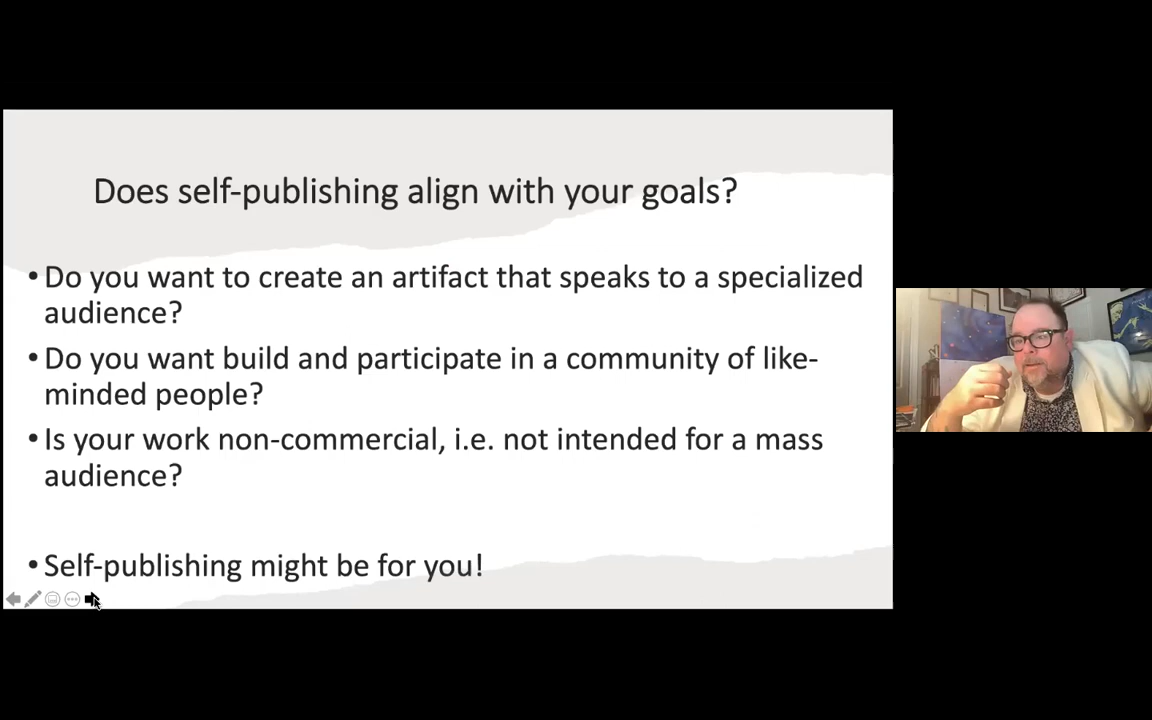 Does self-publishing align with your goals?
• Do you want to create an artifact that speaks to a specialized
audience?
• Do you want build and participate in a community of like-
minded people?
• Is your work non-commercial, i.e. not intended for a mass
audience?
• Self-publishing might be for you!